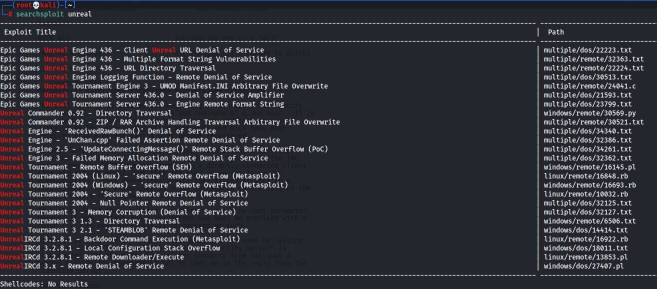 (root💀kali)-[~]
# searchsploit unreal
Exploit Title | Path
Epic Games Unreal Engine 436 - Client Unreal URL Denial of Service | multiple/dos/22223.txt
Epic Games Unreal Engine 436 - Multiple Format String Vulnerabilities | multiple/remote/32363.txt
Epic Games Unreal Engine 436 - URL Directory Traversal | multiple/remote/22224.txt
Epic Games Unreal Engine Logging Function - Remote Denial of Service | multiple/dos/30513.txt
Epic Games Unreal Tournament Engine 3 - UMOD Manifest.INI Arbitrary File Overwrite | multiple/remote/24041.c
Epic Games Unreal Tournament Server 436.0 - Denial of Service Amplifier | multiple/dos/21593.txt
Epic Games Unreal Tournament Server 436.0 - Engine Remote Format String | multiple/dos/23799.txt
Unreal Commander 0.92 - Directory Traversal | windows/remote/30569.py
Unreal Commander 0.92 - ZIP / RAR Archive Handling Traversal Arbitrary File Overwrite | multiple/remote/30521.txt
Unreal Engine - 'ReceivedRawBunch()' Denial of Service | multiple/dos/34340.txt
Unreal Engine - 'UnChan.cpp' Failed Assertion Remote Denial of Service | multiple/dos/32386.txt
Unreal Engine 2.5 - 'UpdateConnectingMessage()' Remote Stack Buffer Overflow (PoC) | multiple/dos/34261.txt
Unreal Engine 3 - Failed Memory Allocation Remote Denial of Service | multiple/dos/32362.txt
Unreal Tournament - Remote Buffer Overflow (SEH) | windows/remote/16145.pl
Unreal Tournament 2004 (Linux) - 'secure' Remote Overflow (Metasploit) | linux/remote/16848.rb
Unreal Tournament 2004 (Windows) - 'secure' Remote Overflow (Metasploit) | windows/remote/16693.rb
Unreal Tournament 2004 - 'Secure' Remote Overflow (Metasploit) | linux/remote/10032.rb
Unreal Tournament 2004 - Null Pointer Remote Denial of Service | multiple/dos/32125.txt
Unreal Tournament 3 - Memory Corruption (Denial of Service) | multiple/dos/32127.txt
Unreal Tournament 3 1.3 - Directory Traversal | windows/remote/6506.txt
Unreal Tournament 3 2.1 - 'STEAMBLOB' Remote Denial of Service | windows/dos/14414.txt
UnrealIRCd 3.2.8.1 - Backdoor Command Execution (Metasploit) | linux/remote/16922.rb
UnrealIRCd 3.2.8.1 - Local Configuration Stack Overflow | windows/dos/18011.txt
UnrealIRCd 3.2.8.1 - Remote Downloader/Execute | linux/remote/13853.pl
UnrealIRCd 3.x - Remote Denial of Service | windows/dos/27407.pl
Shellcodes: No Results